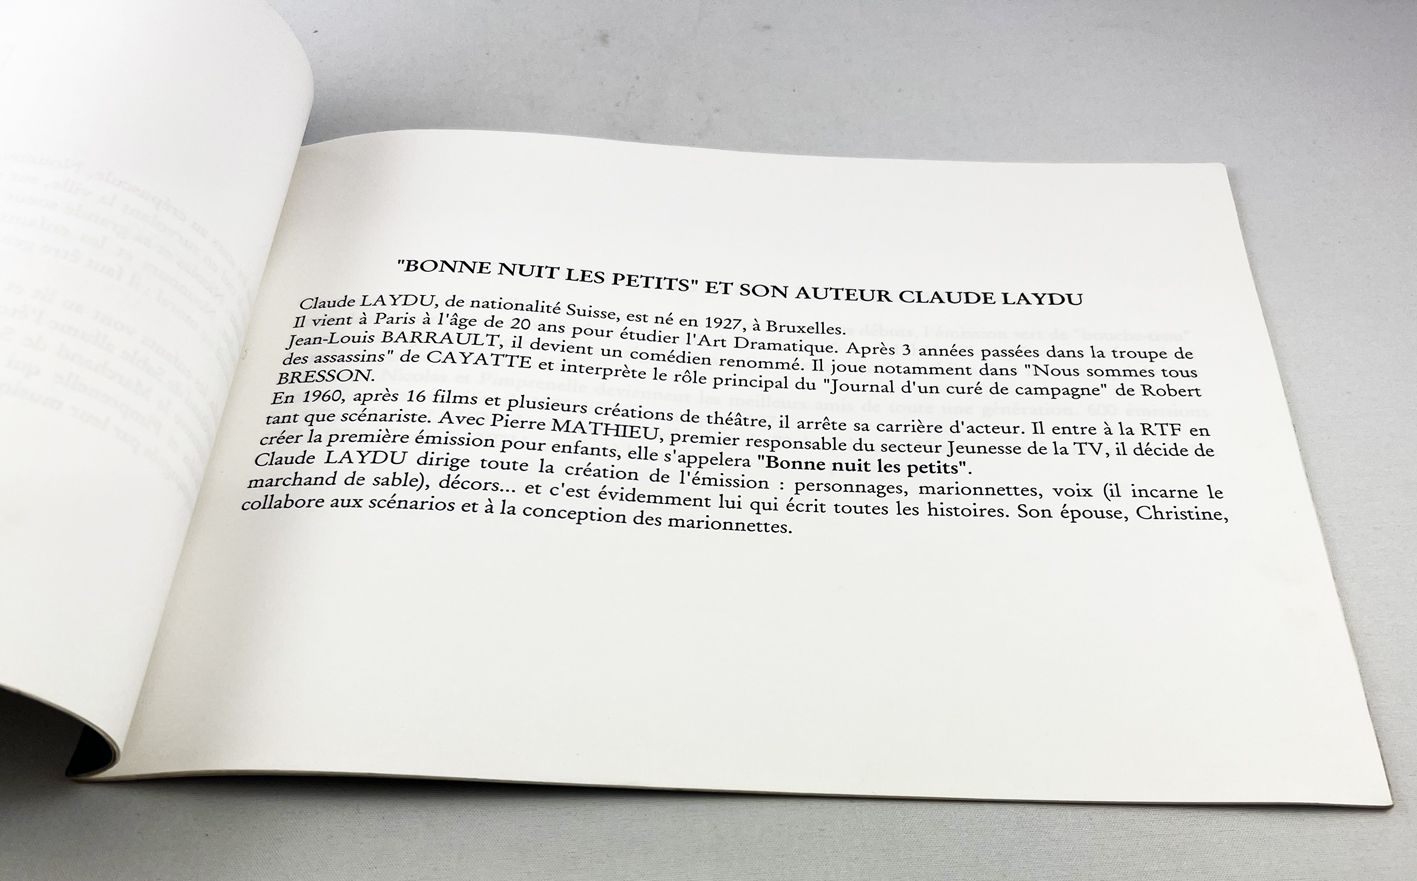 "BONNE NUIT LES PETITS" ET SON AUTEUR CLAUDE LAYDU
Claude LAYDU, de nationalité Suisse, est né en 1927, à Bruxelles.
Il vient à Paris à l'âge de 20 ans pour étudier l'Art Dramatique. Après 3 années passées dans la troupe de
Jean-Louis BARRAULT, il devient un comédien renommé. Il joue notamment dans "Nous sommes tous
des assassins" de CAYATTE et interprète le rôle principal du "Journal d'un curé de campagne" de Robert
BRESSON.
En 1960, après 16 films et plusieurs créations de théâtre, il arrête sa carrière d'acteur. Il entre à la RTF en
tant que scénariste. Avec Pierre MATHIEU, premier responsable du secteur Jeunesse de la TV, il décide de
créer la première émission pour enfants, elle s'appelera "Bonne nuit les petits".
Claude LAYDU dirige toute la création de l'émission : personnages, marionnettes, voix (il incarne le
marchand de sable), décors... et c'est évidemment lui qui écrit toutes les histoires. Son épouse, Christine,
collabore aux scénarios et à la conception des marionnettes.